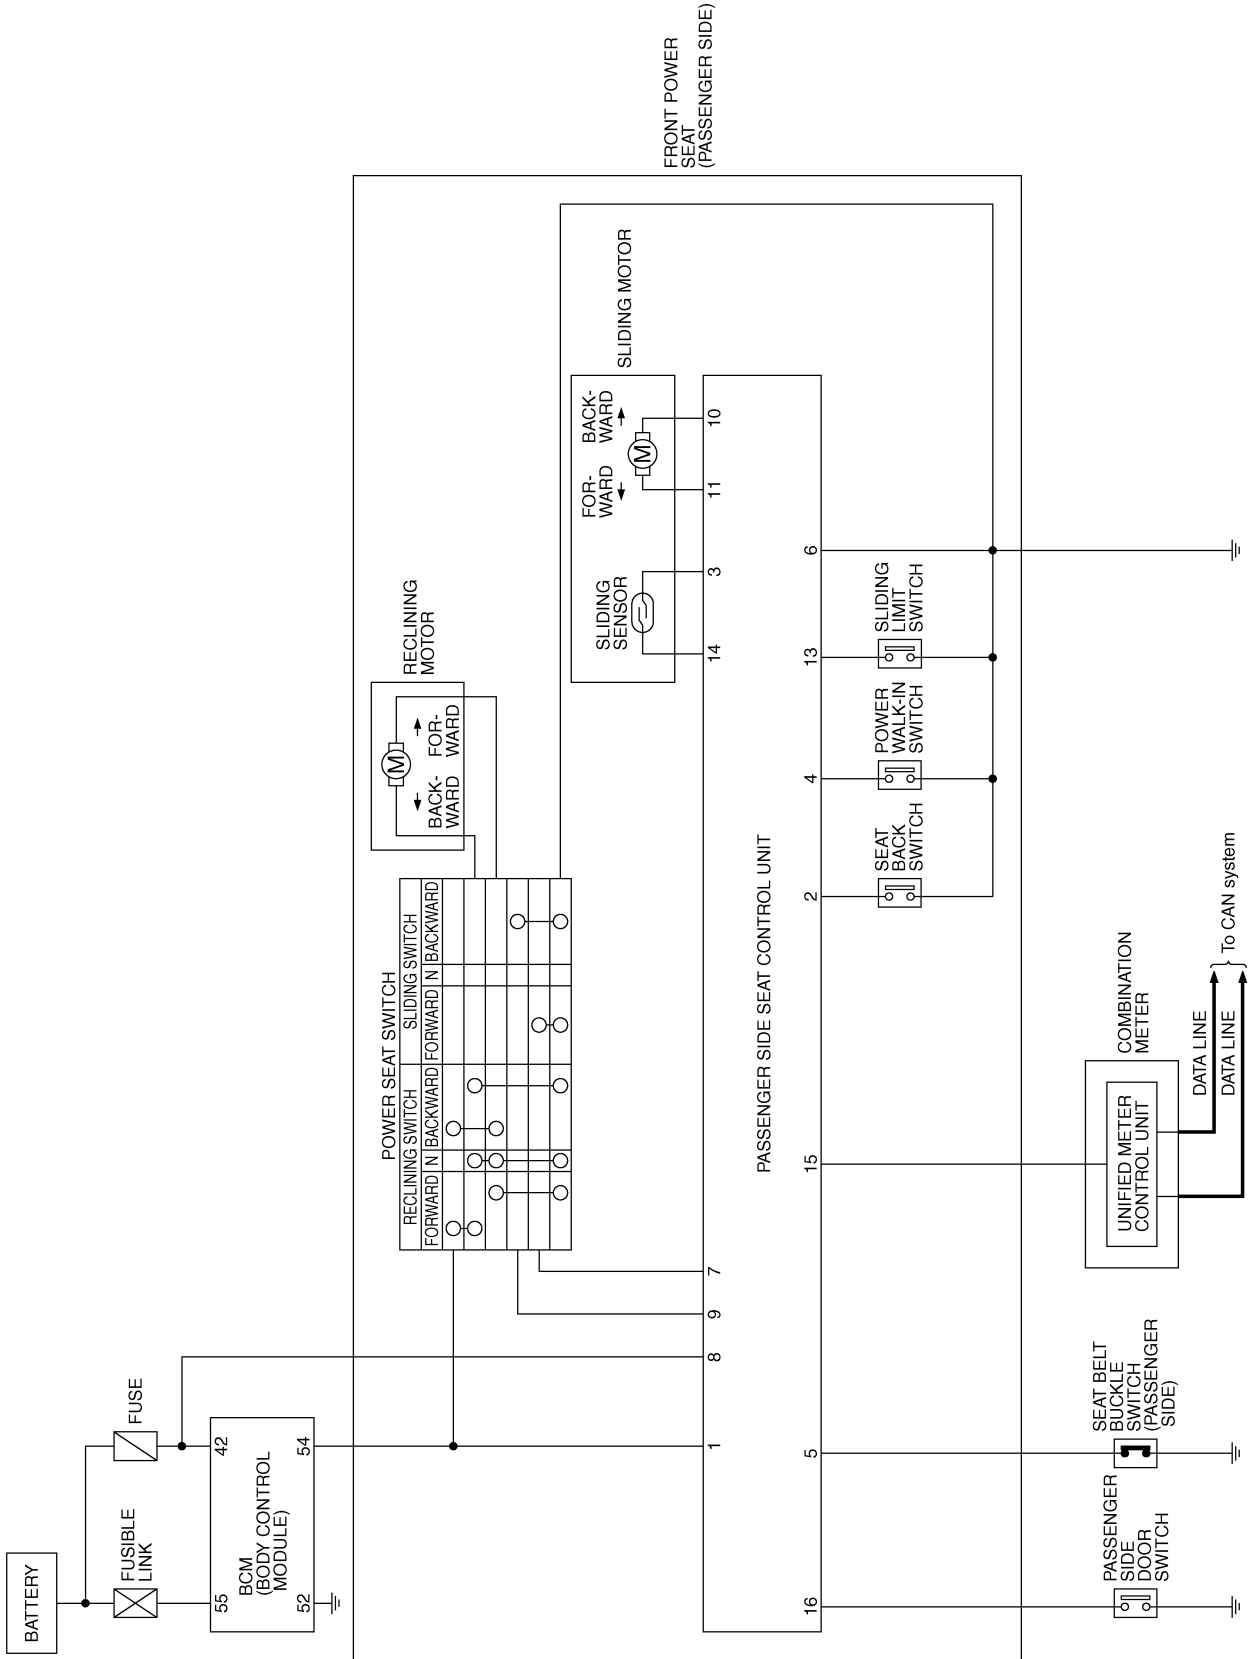 BATTERY
FUSIBLE
LINK
FUSE
55
42
BCM
(BODY CONTROL
MODULE)
52
54
FRONT POWER
SEAT
(PASSENGER SIDE)
POWER SEAT SWITCH
RECLINING SWITCH
SLIDING SWITCH
FORWARD
N
BACKWARD
FORWARD
N
BACKWARD
RECLINING
MOTOR
M
BACK-
WARD
FOR-
WARD
SLIDING MOTOR
SLIDING
SENSOR
FOR-
WARD
BACK-
WARD
M
1
8
9
7
14
3
11
10
PASSENGER SIDE SEAT CONTROL UNIT
16
5
15
2
4
13
6
SEAT
BACK
SWITCH
POWER
WALK-IN
SWITCH
SLIDING
LIMIT
SWITCH
PASSENGER
SIDE
DOOR
SWITCH
SEAT BELT
BUCKLE
SWITCH
(PASSENGER
SIDE)
UNIFIED METER
CONTROL UNIT
COMBINATION
METER
DATA LINE
DATA LINE
To CAN system